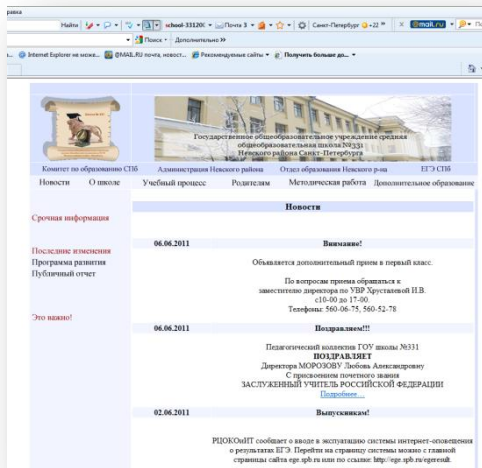 равка
Найти
school-33120
Почта 3
Санкт-Петербург
+22 °
@mail.ru
Поиск
Дополнительно »
Internet Explorer не може...
@MAIL.RU почта, новост...
Рекомендуемые сайты
Получить больше до...
Государственное общеобразовательное учреждение средняя
общеобразовательная школа №331
Невского района Санкт-Петербурга
Комитет по образованию СПб Администрация Невского района Отдел образования Невского р-на ЕГЭ СПб
Новости О школе Учебный процесс Родителям Методическая работа Дополнительное образование
Новости
Срочная информация
Последние изменения
Программа развития
Публичный отчет
Это важно!
06.06.2011 Внимание!
Объявляется дополнительный прием в первый класс.
По вопросам приема обращаться к
заместителю директора по УВР Хрусталевой И.В.
с10-00 до 17-00.
Телефоны: 560-06-75, 560-52-78
06.06.2011 Поздравляем!!!
Педагогический коллектив ГОУ школы №331
ПОЗДРАВЛЯЕТ
Директора МОРОЗОВУ Любовь Александровну
С присвоением почетного звания
ЗАСЛУЖЕННЫЙ УЧИТЕЛЬ РОССИЙСКОЙ ФЕДЕРАЦИИ
Подробнее ...
02.06.2011 Выпускникам!
РЦОКОиИТ сообщает о вводе в эксплуатацию системы интернет-оповещения
о результатах ЕГЭ. Перейти на страницу системы можно с главной
страницы сайта ege.spb.ru или по ссылке: http://ege.spb.ru/egeresult.